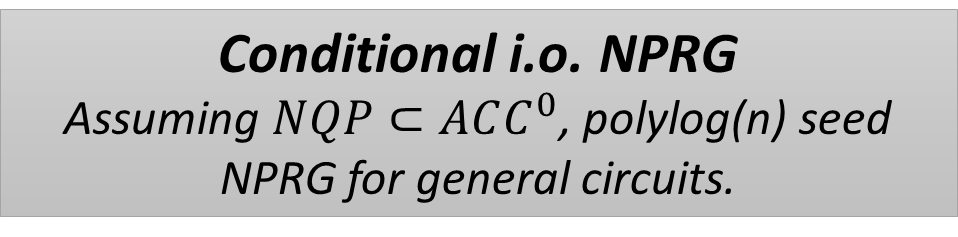 Conditional i.o. NPRG
Assuming NQP ⊂ ACC⁰, polylog(n) seed
NPRG for general circuits.